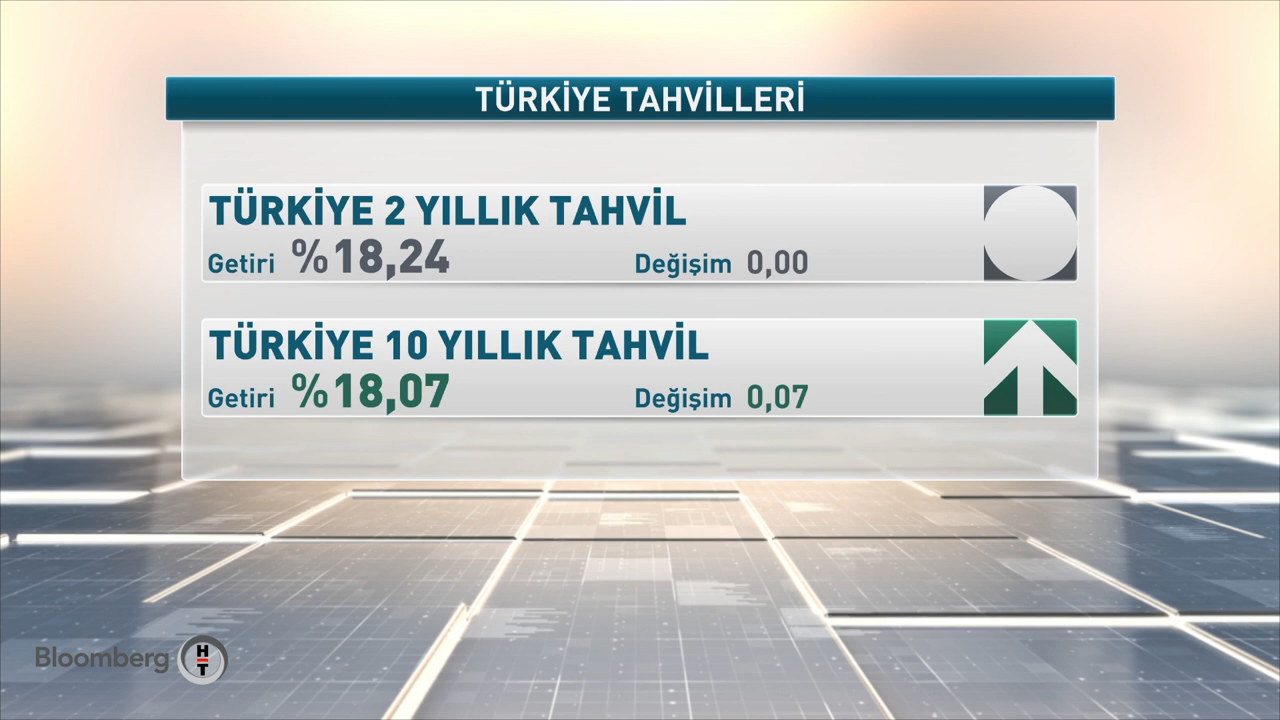 TÜRKİYE TAHVİLLERİ
TÜRKİYE 2 YILLIK TAHVİL
Getiri %18,24 Değişim 0,00
TÜRKİYE 10 YILLIK TAHVİL
Getiri %18,07 Değişim 0,07
Bloomberg HT